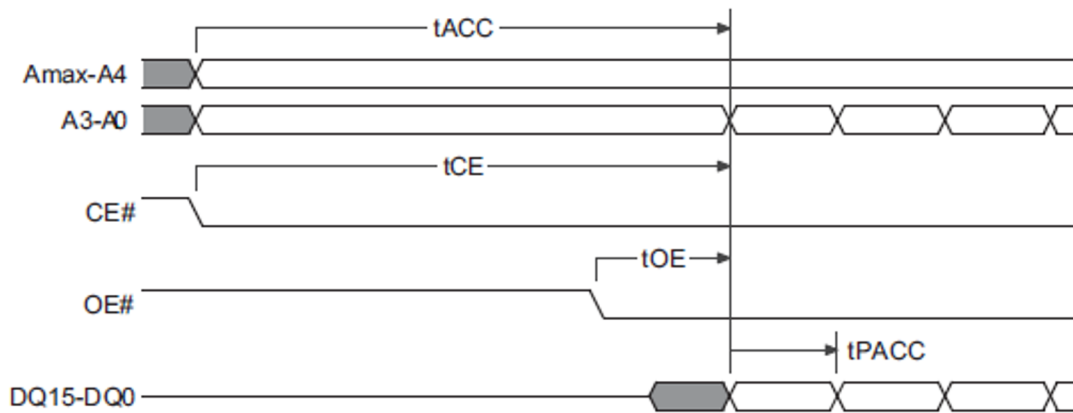 tACC
Amax-A4
A3-A0
tCE
CE#
tOE
OE#
tPACC
DQ15-DQ0